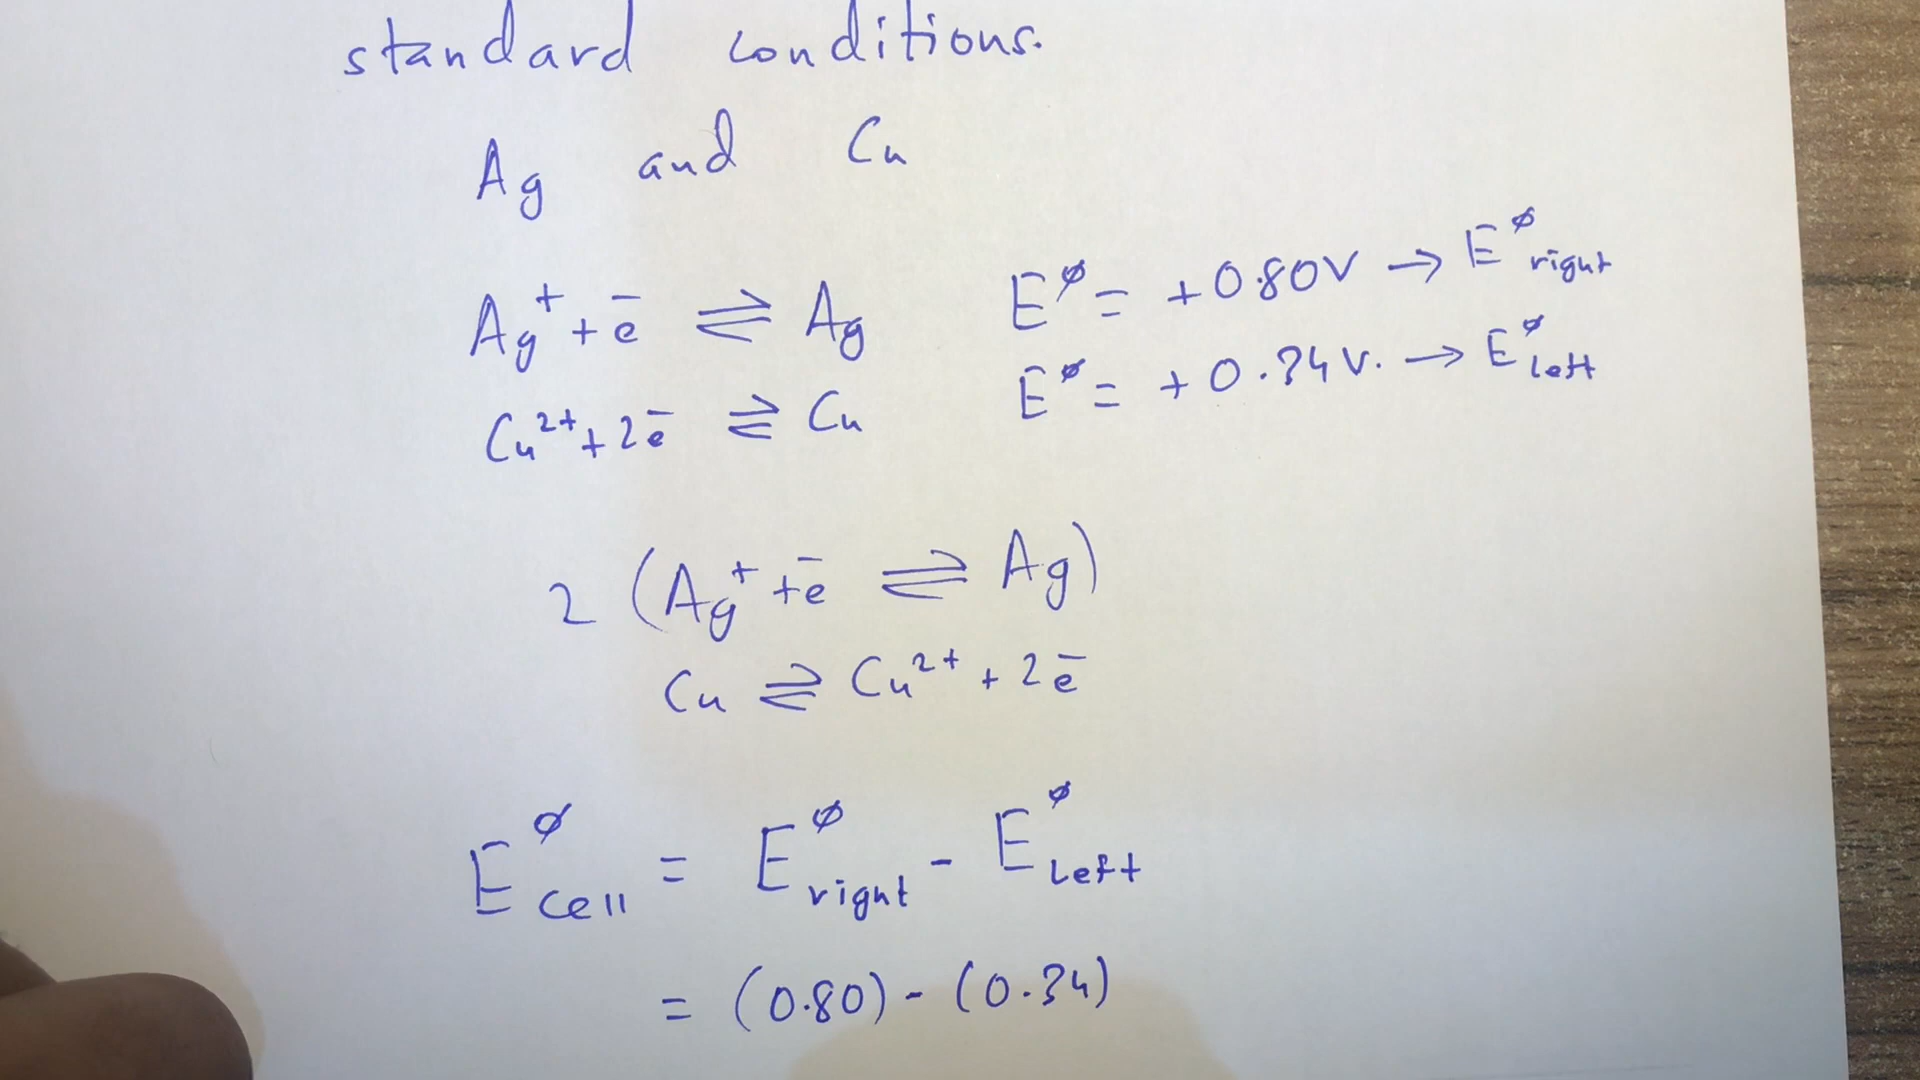 standard conditions.
Ag and Cu
Ag⁺ + e⁻ ⇌ Ag E⌀ = +0.80V → E⌀right
Cu²⁺ + 2e⁻ ⇌ Cu E⌀ = +0.34V. → E⌀left
2 (Ag⁺ + e⁻ ⇌ Ag)
Cu ⇌ Cu²⁺ + 2e⁻
E⌀cell = E⌀right - E⌀left
= (0.80) - (0.34)